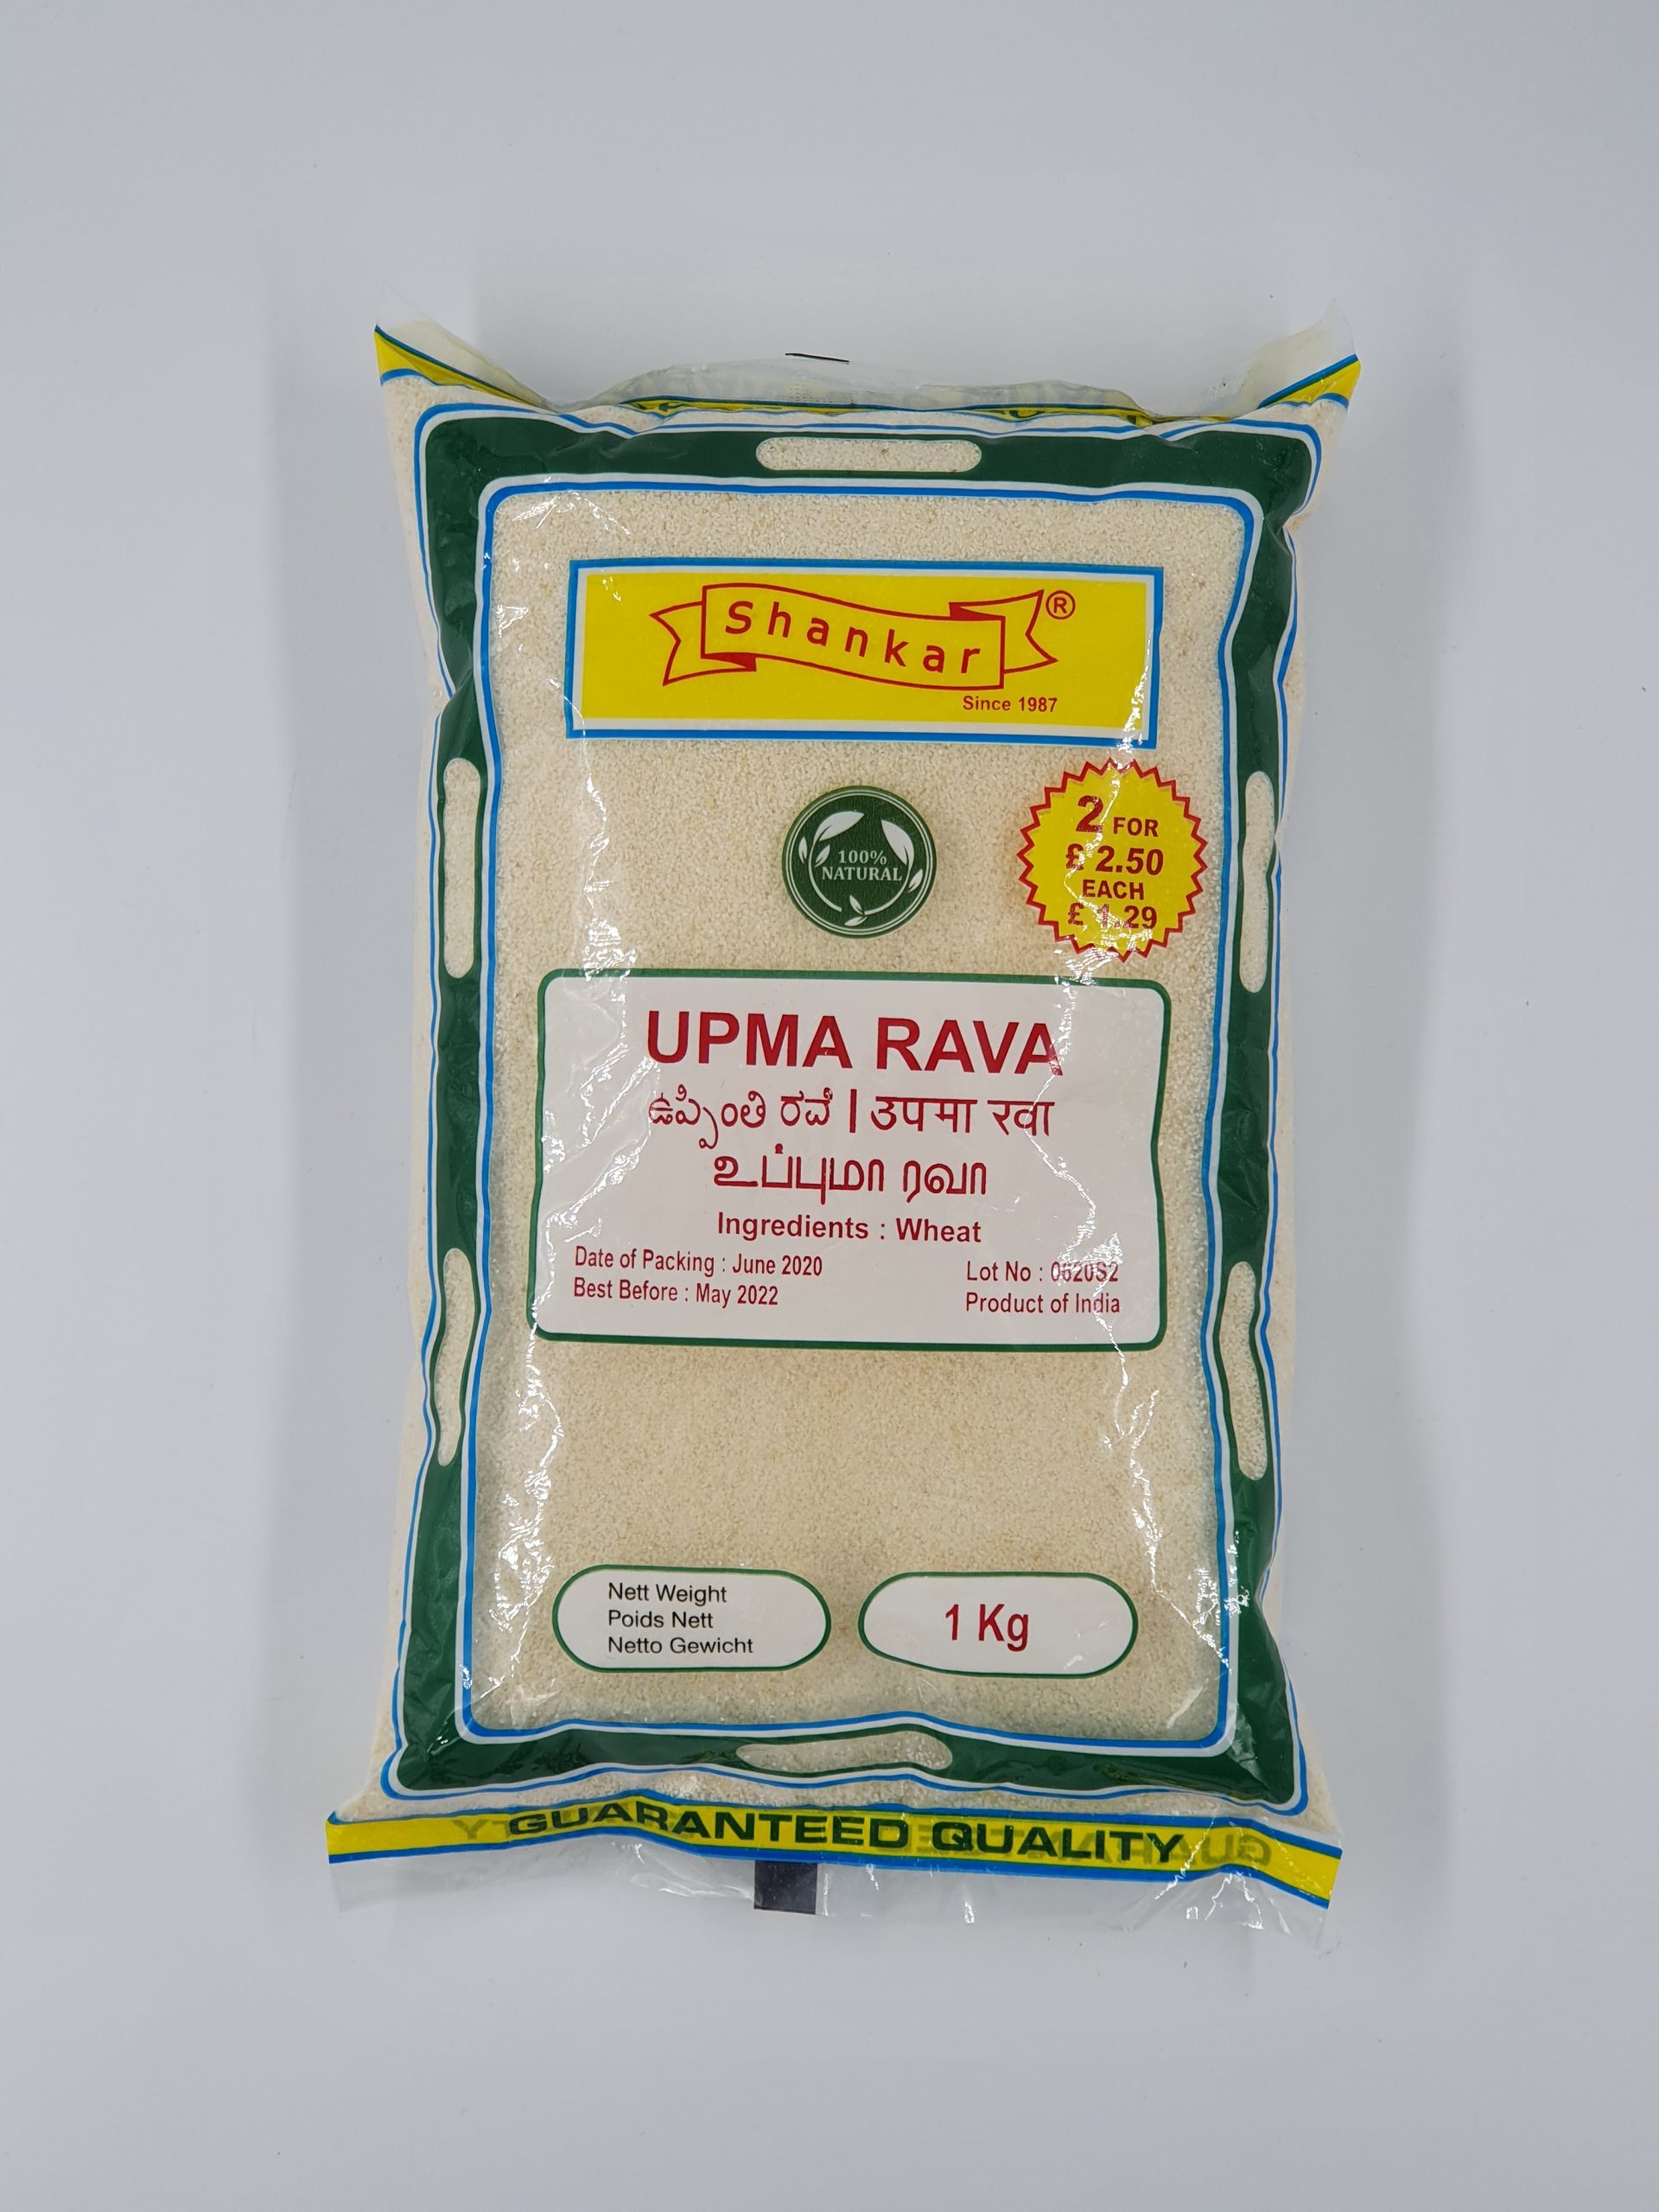 Shankar®
Since 1987
100%
NATURAL
2 FOR
£ 2.50
EACH
£ 1.29
UPMA RAVA
ఉప్పింతి రవె | उपमा रवा
உப்புமா ரவா
Ingredients : Wheat
Date of Packing : June 2020
Best Before : May 2022
Lot No : 0620S2
Product of India
Nett Weight
Poids Nett
Netto Gewicht
1 Kg
GUARANTEED QUALITY